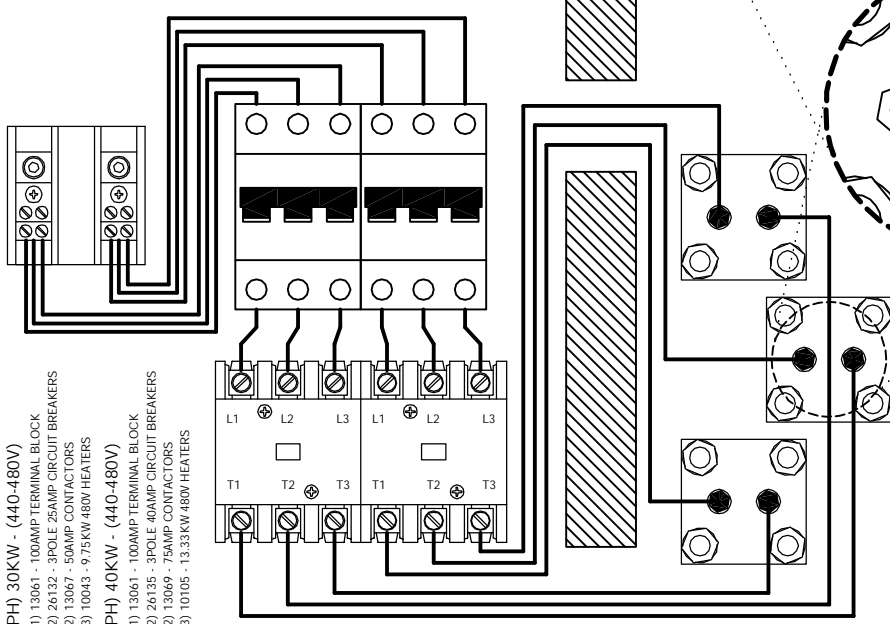 L1 L2 L3 L1 L2 L3
T1 T2 T3 T1 T2 T3
PH) 30KW - (440-480V)
1) 13061 - 100AMP TERMINAL BLOCK
2) 26132 - 3POLE 25AMP CIRCUIT BREAKERS
2) 13067 - 50AMP CONTACTORS
3) 10043 - 9.75KW 480V HEATERS
PH) 40KW - (440-480V)
1) 13061 - 100AMP TERMINAL BLOCK
2) 26135 - 3POLE 40AMP CIRCUIT BREAKERS
2) 13069 - 75AMP CONTACTORS
3) 10105 - 13.33KW 480V HEATERS